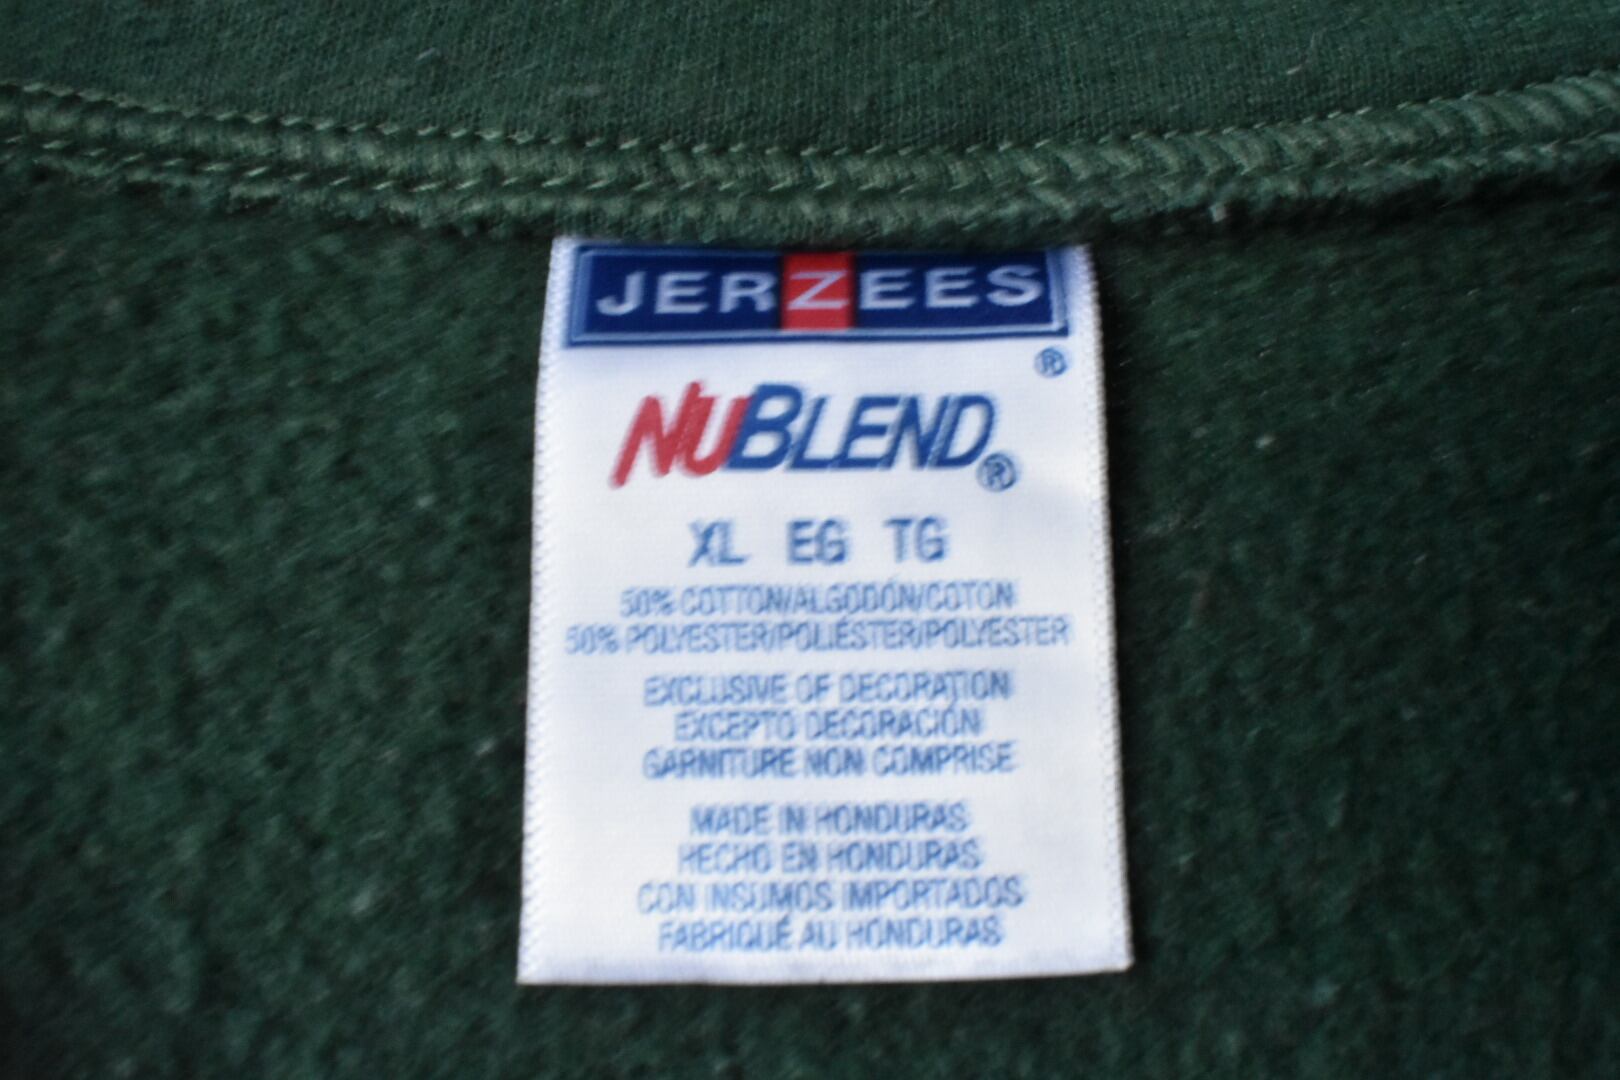 JERZEES
®
NUBLEND®
XL EG TG
50% COTTON/ALGODÓN/COTON
50% POLYESTER/POLIÉSTER/POLYESTER
EXCLUSIVE OF DECORATION
EXCEPTO DECORACIÓN
GARNITURE NON COMPRISE
MADE IN HONDURAS
HECHO EN HONDURAS
CON INSUMOS IMPORTADOS
FABRIQUÉ AU HONDURAS